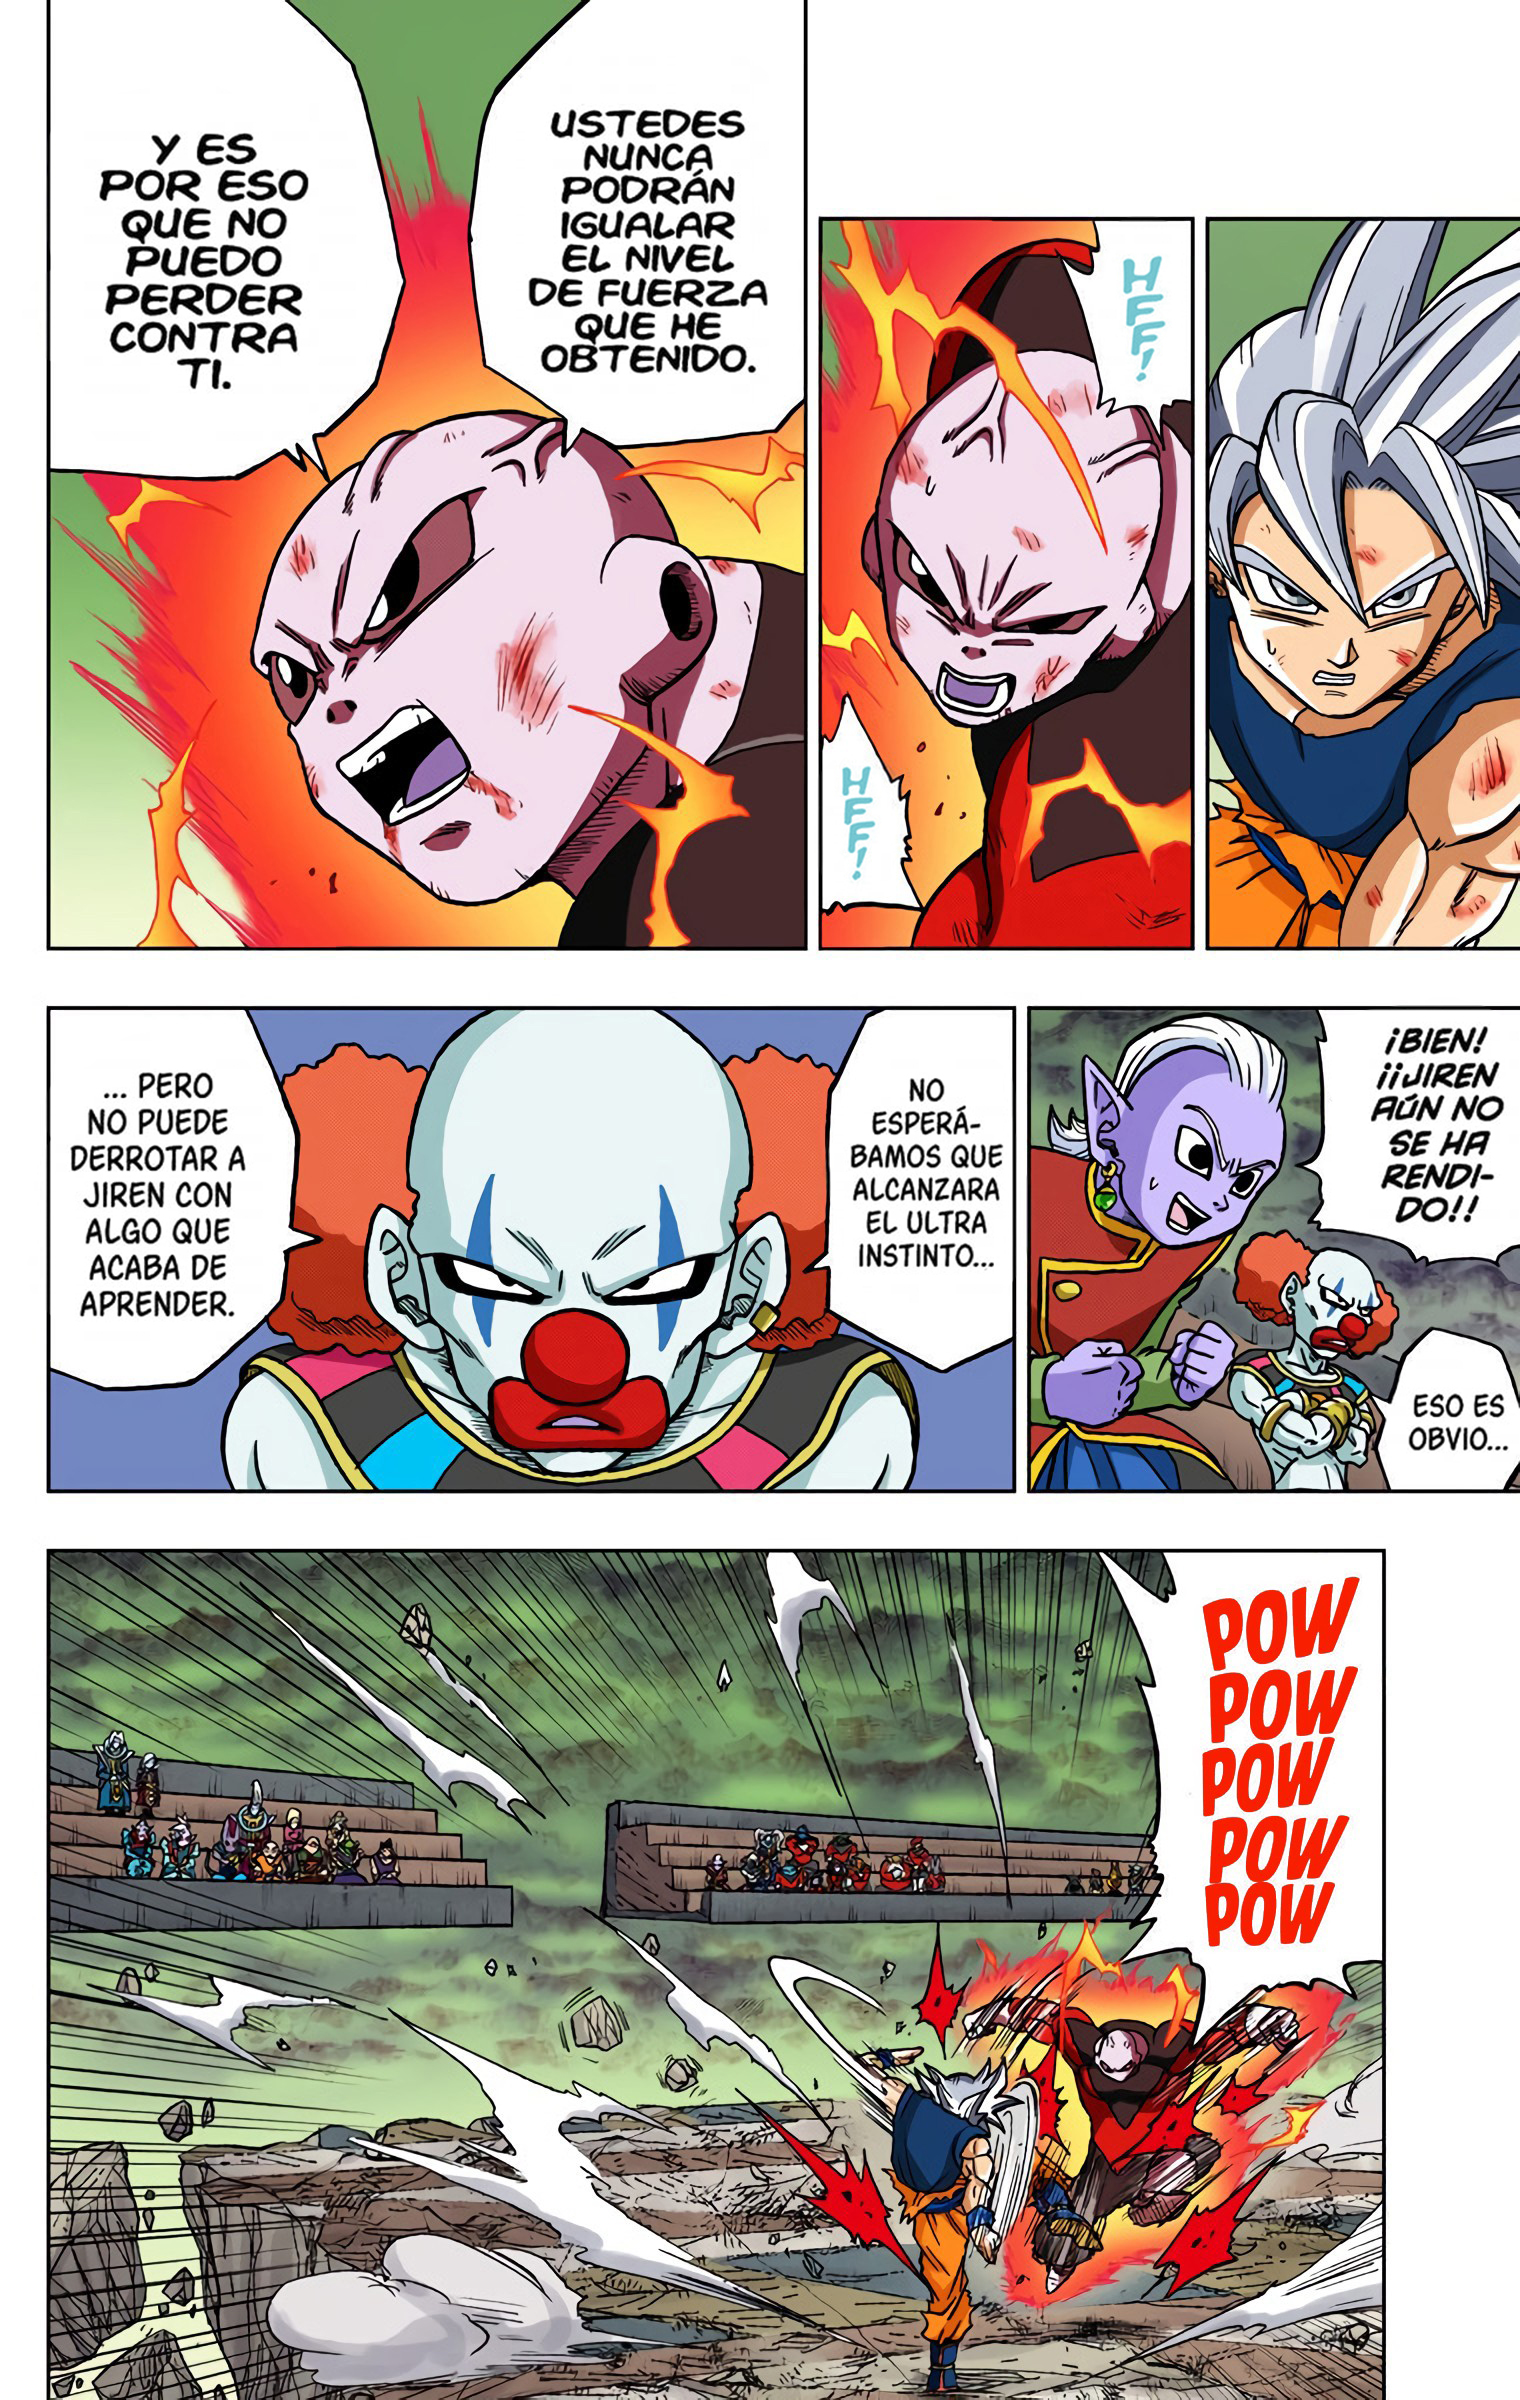 HFF!
HFF!
USTEDES
NUNCA
PODRÁN
IGUALAR
EL NIVEL
DE FUERZA
QUE HE
OBTENIDO.
Y ES
POR ESO
QUE NO
PUEDO
PERDER
CONTRA
TI.
¡BIEN!
¡¡JIREN
AÚN NO
SE HA
RENDI-
DO!!
ESO ES
OBVIO...
NO
ESPERÁ-
BAMOS QUE
ALCANZARA
EL ULTRA
INSTINTO...
... PERO
NO PUEDE
DERROTAR A
JIREN CON
ALGO QUE
ACABA DE
APRENDER.
POW
POW
POW
POW
POW